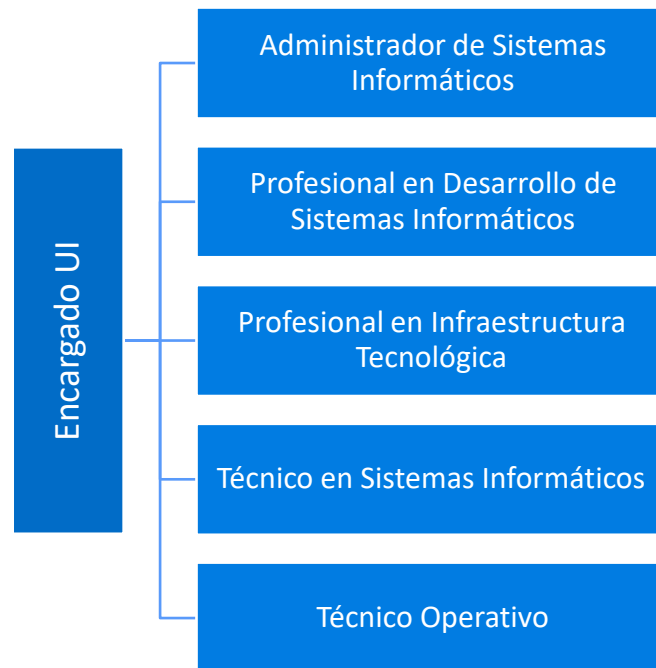 Encargado UI
Administrador de Sistemas
Informáticos
Profesional en Desarrollo de
Sistemas Informáticos
Profesional en Infraestructura
Tecnológica
Técnico en Sistemas Informáticos
Técnico Operativo